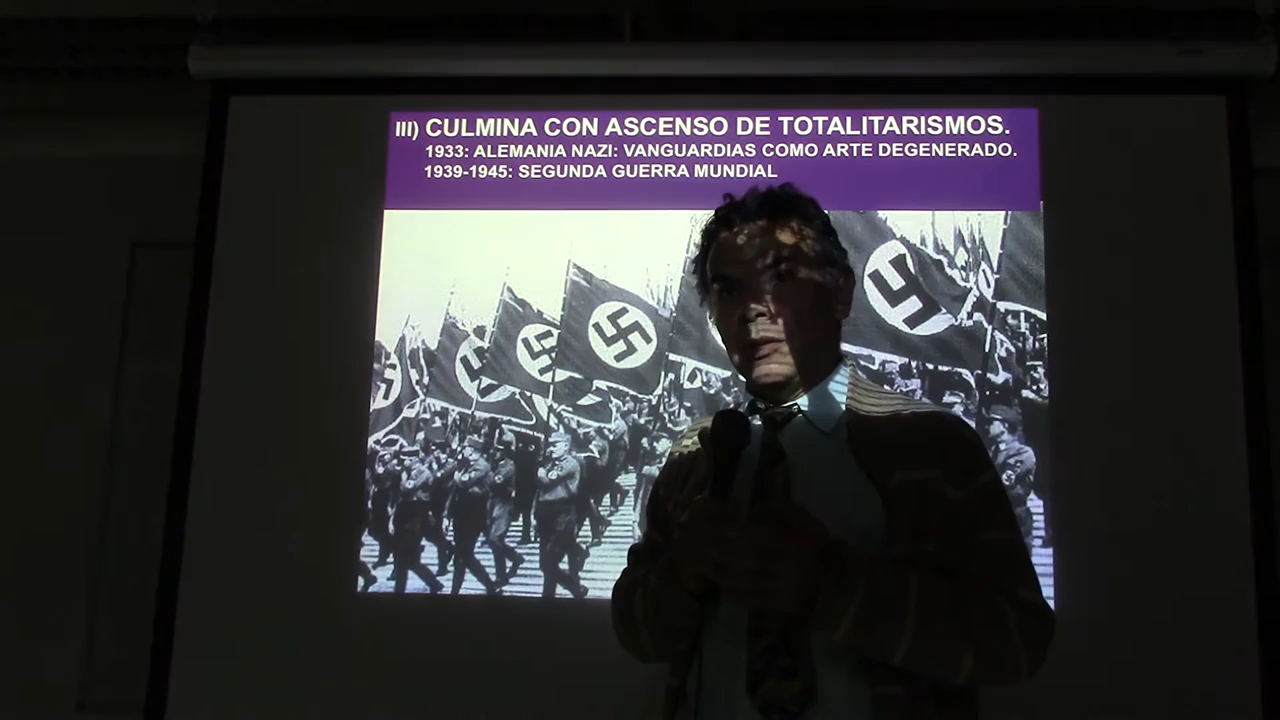 III) CULMINA CON ASCENSO DE TOTALITARISMOS.
1933: ALEMANIA NAZI: VANGUARDIAS COMO ARTE DEGENERADO.
1939-1945: SEGUNDA GUERRA MUNDIAL